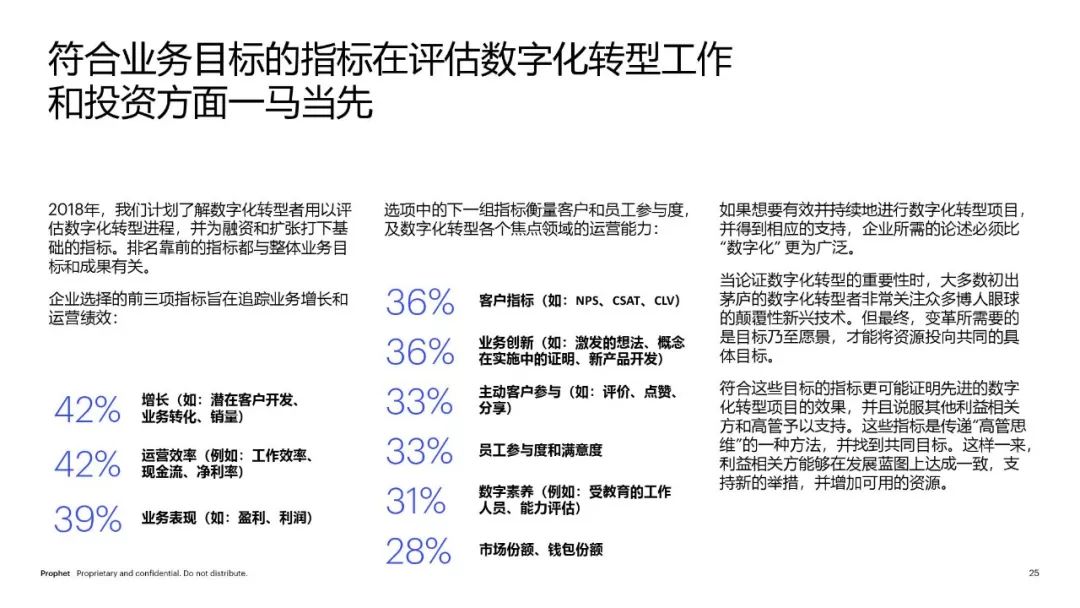 符合业务目标的指标在评估数字化转型工作
和投资方面一马当先
2018年，我们计划了解数字化转型者用以评
估数字化转型进程，并为融资和扩张打下基
础的指标。排名靠前的指标都与整体业务目
标和成果有关。
企业选择的前三项指标旨在追踪业务增长和
运营绩效：
42%
增长（如：潜在客户开发、
业务转化、销量）
42%
运营效率（例如：工作效率、
现金流、净利率）
39%
业务表现（如：盈利、利润）
选项中的下一组指标衡量客户和员工参与度，
及数字化转型各个焦点领域的运营能力：
36%
客户指标（如：NPS、CSAT、CLV）
36%
业务创新（如：激发的想法、概念
在实施中的证明、新产品开发）
33%
主动客户参与（如：评价、点赞、
分享）
33%
员工参与度和满意度
31%
数字素养（例如：受教育的工作
人员、能力评估）
28%
市场份额、钱包份额
如果想要有效并持续地进行数字化转型项目，
并得到相应的支持，企业所需的论述必须比
“数字化” 更为广泛。
当论证数字化转型的重要性时，大多数初出
茅庐的数字化转型者非常关注众多博人眼球
的颠覆性新兴技术。但最终，变革所需要的
是目标乃至愿景，才能将资源投向共同的具
体目标。
符合这些目标的指标更可能证明先进的数字
化转型项目的效果，并且说服其他利益相关
方和高管予以支持。这些指标是传递“高管思
维”的一种方法，并找到共同目标。这样一来，
利益相关方能够在发展蓝图上达成一致，支
持新的举措，并增加可用的资源。
Prophet Proprietary and confidential. Do not distribute.
25